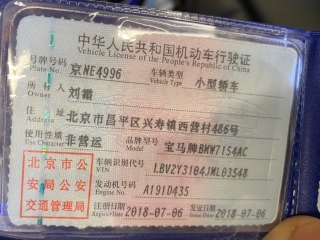 中华人民共和国机动车行驶证
Vehicle License of the People's Republic of China
号牌号码 京NE4996 车辆类型 小型轿车
Plate No. Vehicle Type
所有人 刘霜
Owner
住址 北京市昌平区兴寿镇西营村486号
Address
使用性质 非营运 品牌型号 宝马牌BMW7154AC
Use Character Model
北京市公 车辆识别代号 LBV2Y3104JML03548
VIN
安局公安 发动机号码 A191D435
Engine No.
交通管理局 注册日期 2018-07-06 发证日期 2018-07-06
Register Date Issue Date